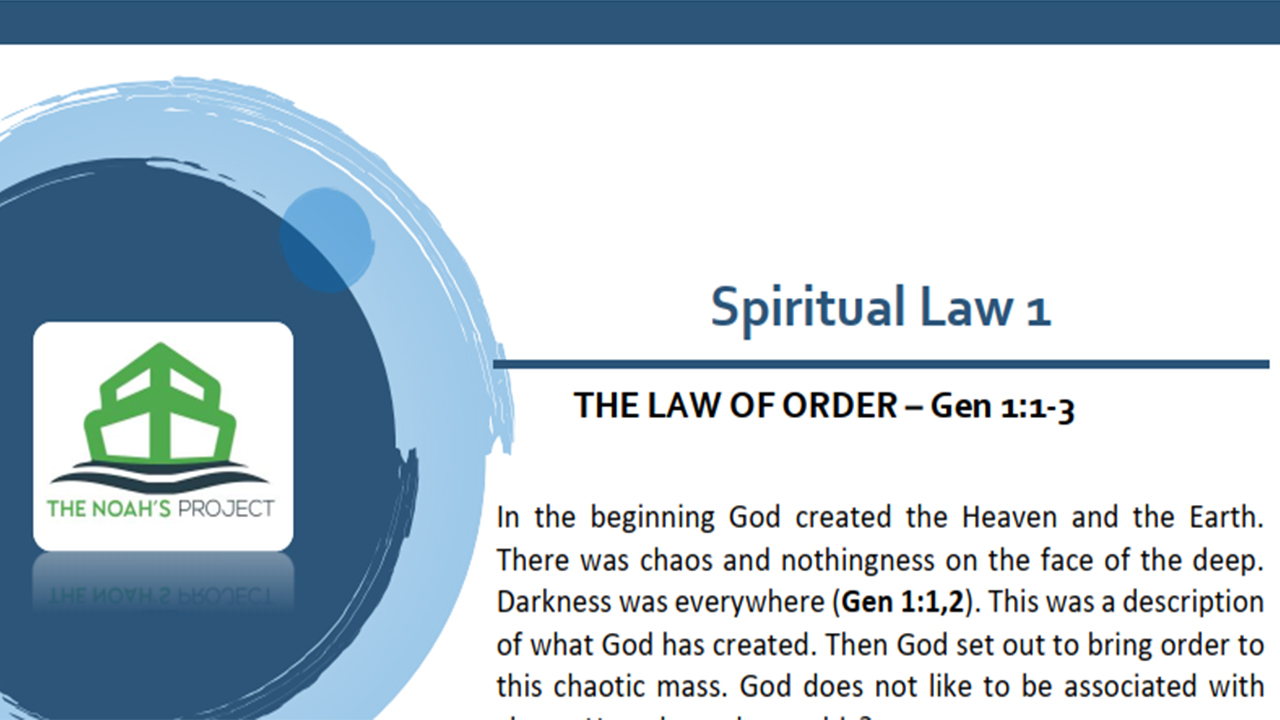 Spiritual Law 1
THE LAW OF ORDER – Gen 1:1-3
THE NOAH'S PROJECT
In the beginning God created the Heaven and the Earth.
There was chaos and nothingness on the face of the deep.
Darkness was everywhere (Gen 1:1,2). This was a description
of what God has created. Then God set out to bring order to
this chaotic mass. God does not like to be associated with